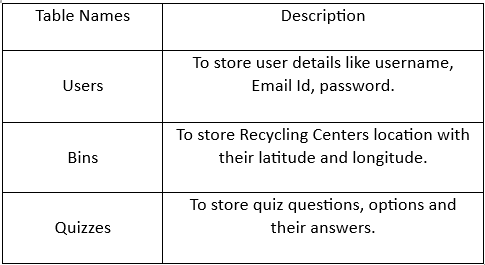 Table Names
Description
Users
To store user details like username,
Email Id, password.
Bins
To store Recycling Centers location with
their latitude and longitude.
Quizzes
To store quiz questions, options and
their answers.